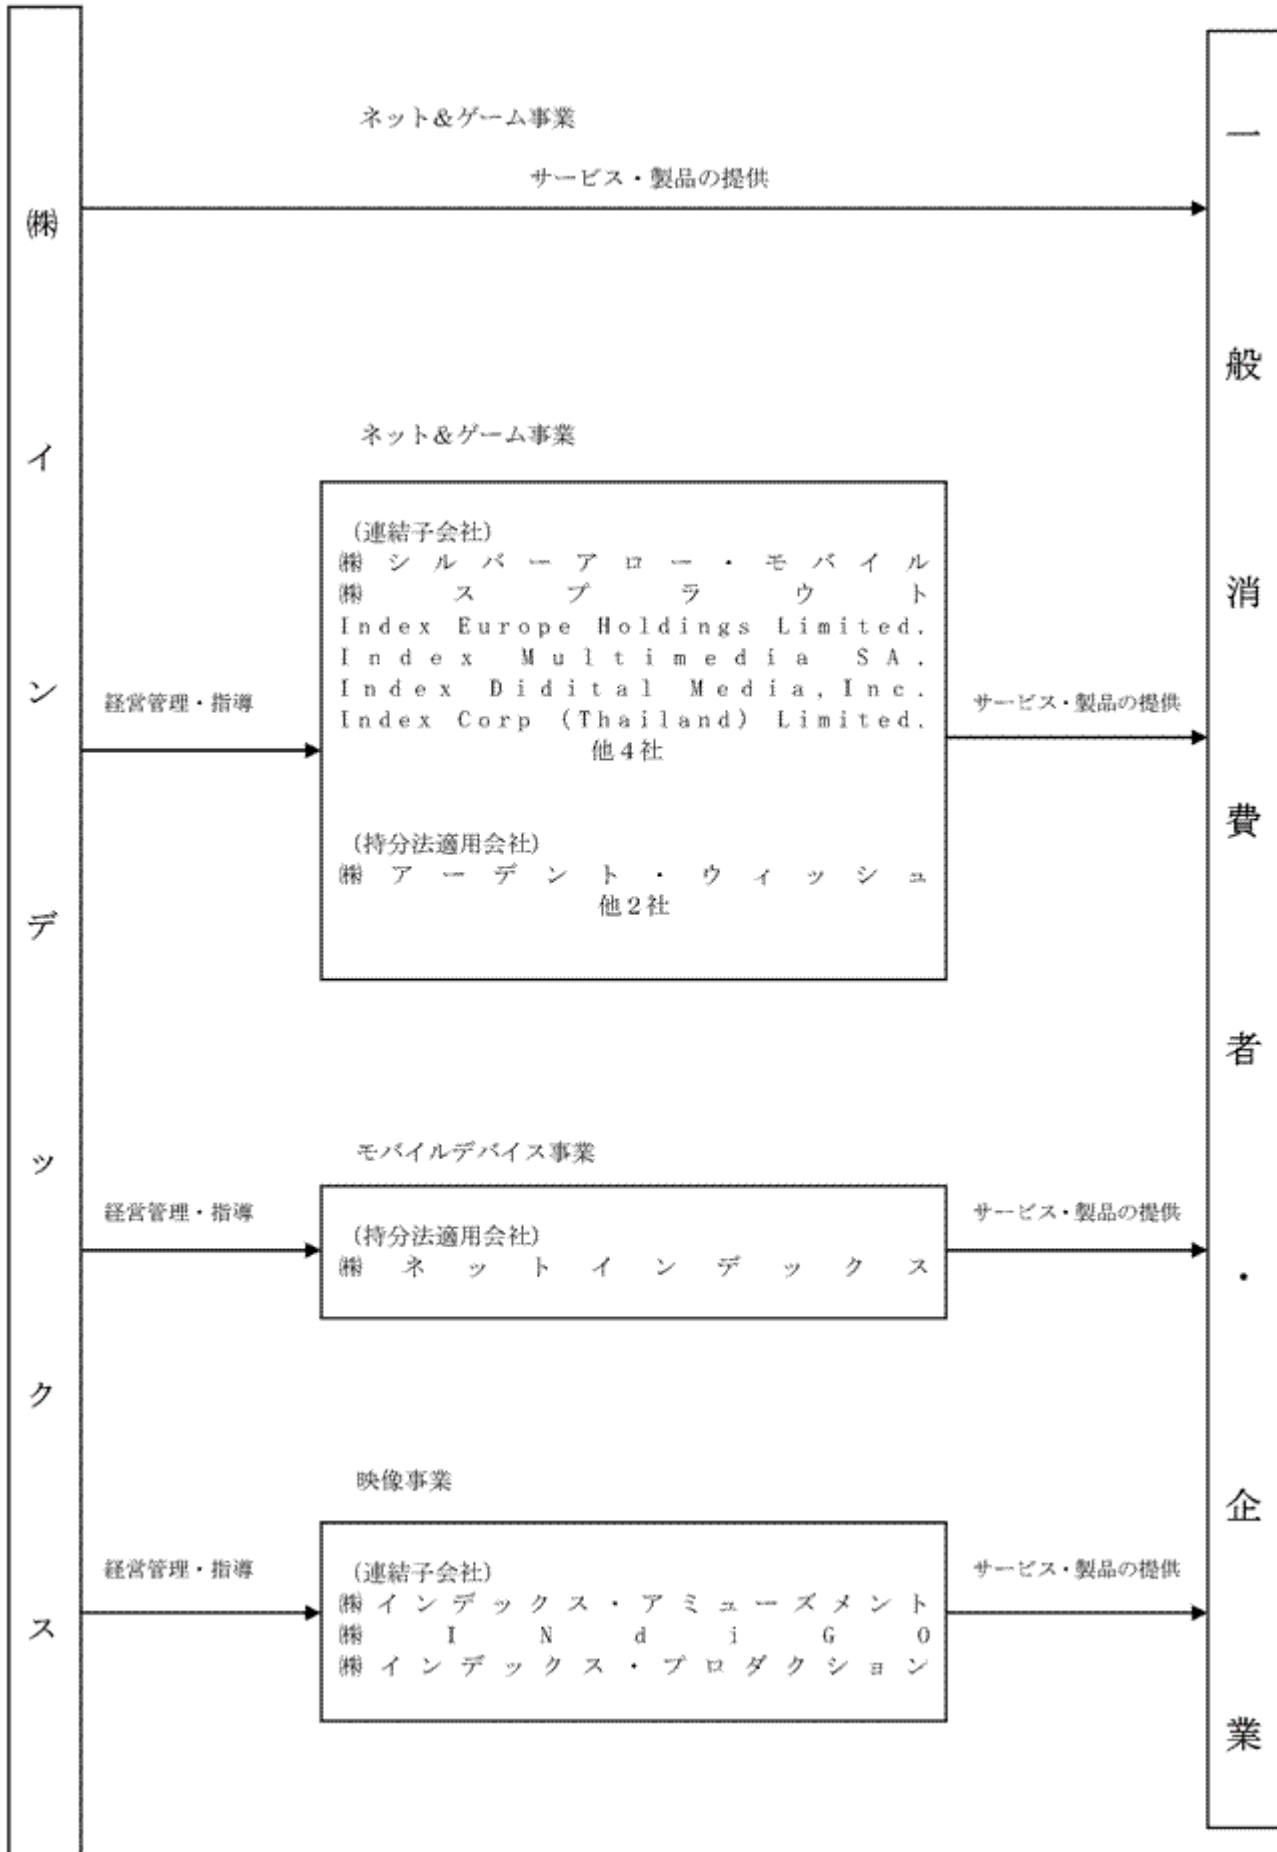 ㈱インデックス
ネット＆ゲーム事業
サービス・製品の提供
ネット＆ゲーム事業
経営管理・指導
(連結子会社)
㈱シルバーアロー・モバイル
㈱スプラウト
Index Europe Holdings Limited.
Index Multimedia SA.
Index Didital Media,Inc.
Index Corp (Thailand) Limited.
他４社
(持分法適用会社)
㈱アーデント・ウィッシュ
他２社
サービス・製品の提供
モバイルデバイス事業
経営管理・指導
(持分法適用会社)
㈱ネットインデックス
サービス・製品の提供
映像事業
経営管理・指導
(連結子会社)
㈱インデックス・アミューズメント
㈱INdiGO
㈱インデックス・プロダクション
サービス・製品の提供
一般消費者・企業